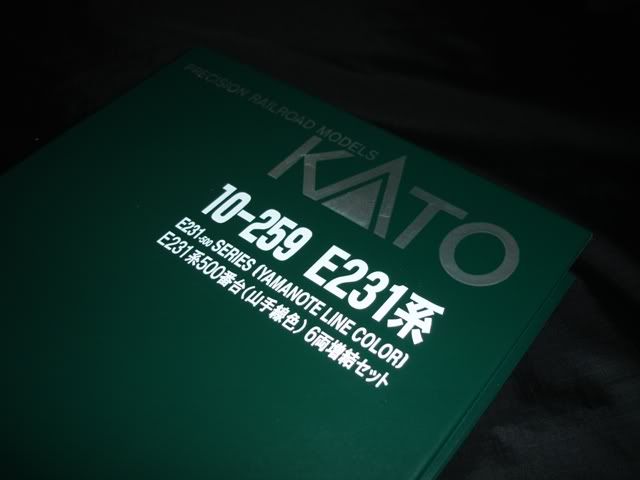 PRECISION RAILROAD MODELS
KATO
10-259 E231系
E231-500 SERIES (YAMANOTE LINE COLOR)
E231系500番台(山手線色) 6両増結セット